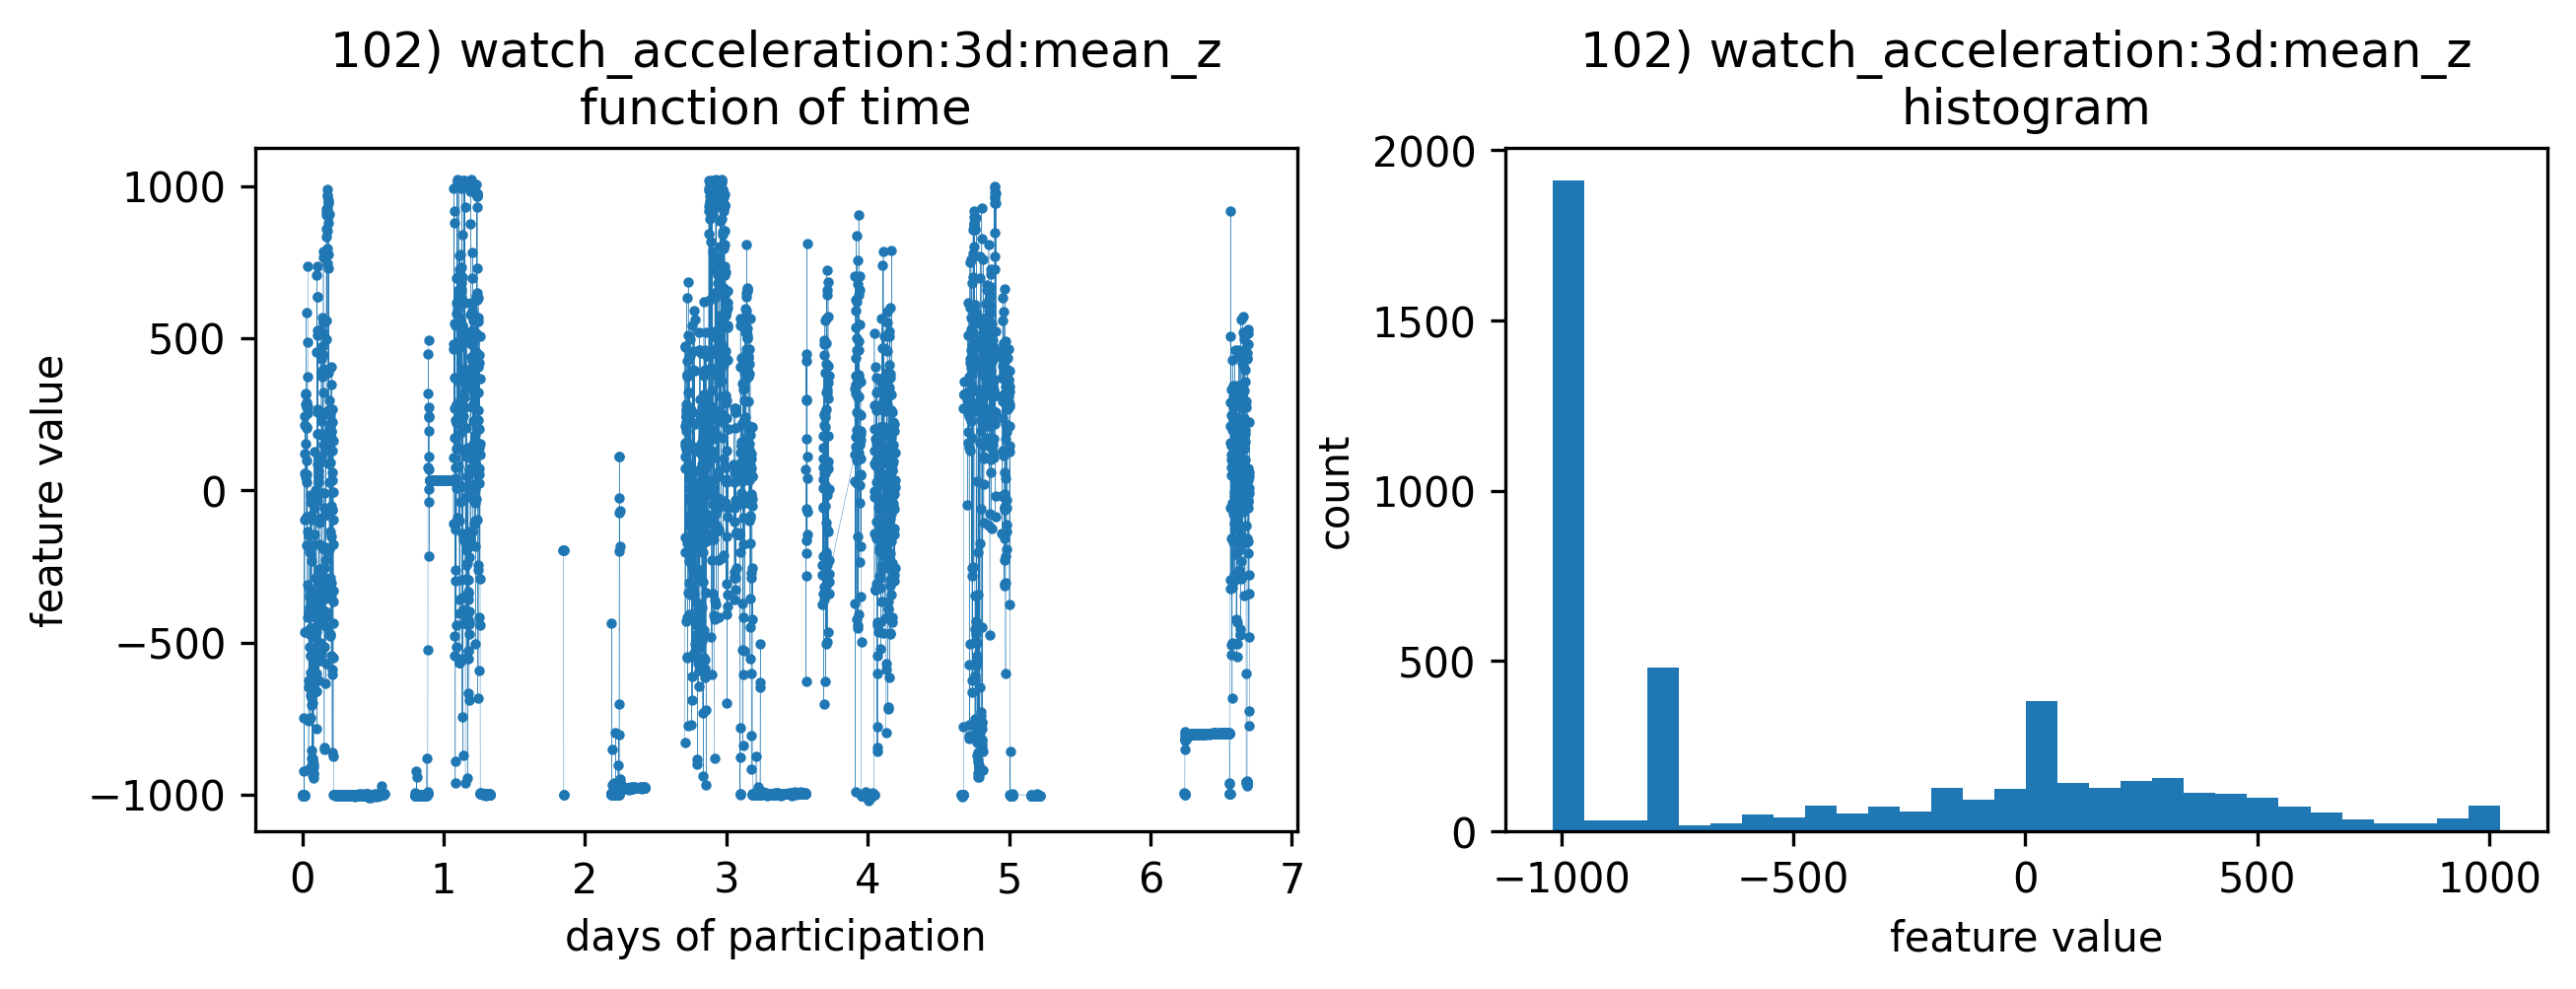 102) watch_acceleration:3d:mean_z
function of time
1000
500
0
−500
−1000
feature value
0 1 2 3 4 5 6 7
days of participation
102) watch_acceleration:3d:mean_z
histogram
2000
1500
1000
500
0
count
−1000 −500 0 500 1000
feature value